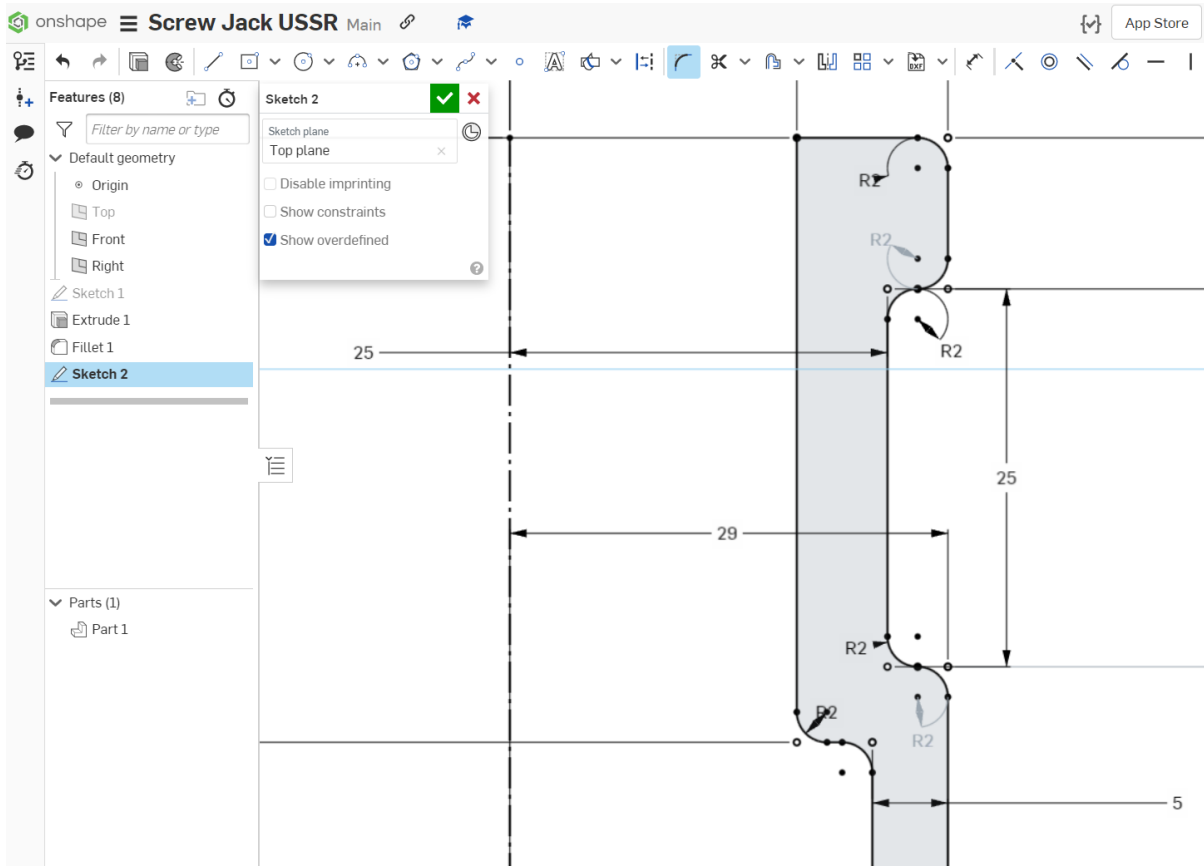 onshape Screw Jack USSR Main App Store
DXF
Features (8)
Filter by name or type
Default geometry
Origin
Top
Front
Right
Sketch 1
Extrude 1
Fillet 1
Sketch 2
Parts (1)
Part 1
Sketch 2
Sketch plane
Top plane
Disable imprinting
Show constraints
Show overdefined
R2
R2
R2
25
25
29
R2
R2
R2
5